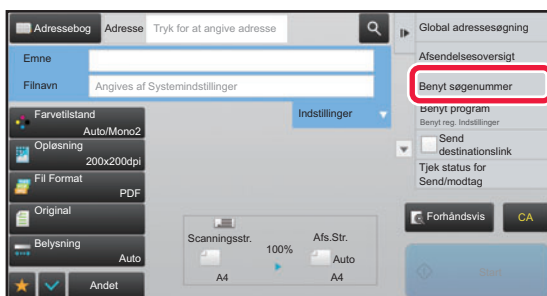 Adressebog
Adresse
Tryk for at angive adresse
Emne
Filnavn
Angives af Systemindstillinger
Indstillinger
Farvetilstand
Auto/Mono2
Opløsning
200x200dpi
Fil Format
PDF
Original
Belysning
Auto
Andet
Scanningsstr.
A4
100%
Afs.Str.
Auto
A4
Global adressesøgning
Afsendelsesoversigt
Benyt søgenummer
Benyt program
Benyt reg. Indstillinger
Send
destinationslink
Tjek status for
Send/modtag
Forhåndsvis
CA
Start